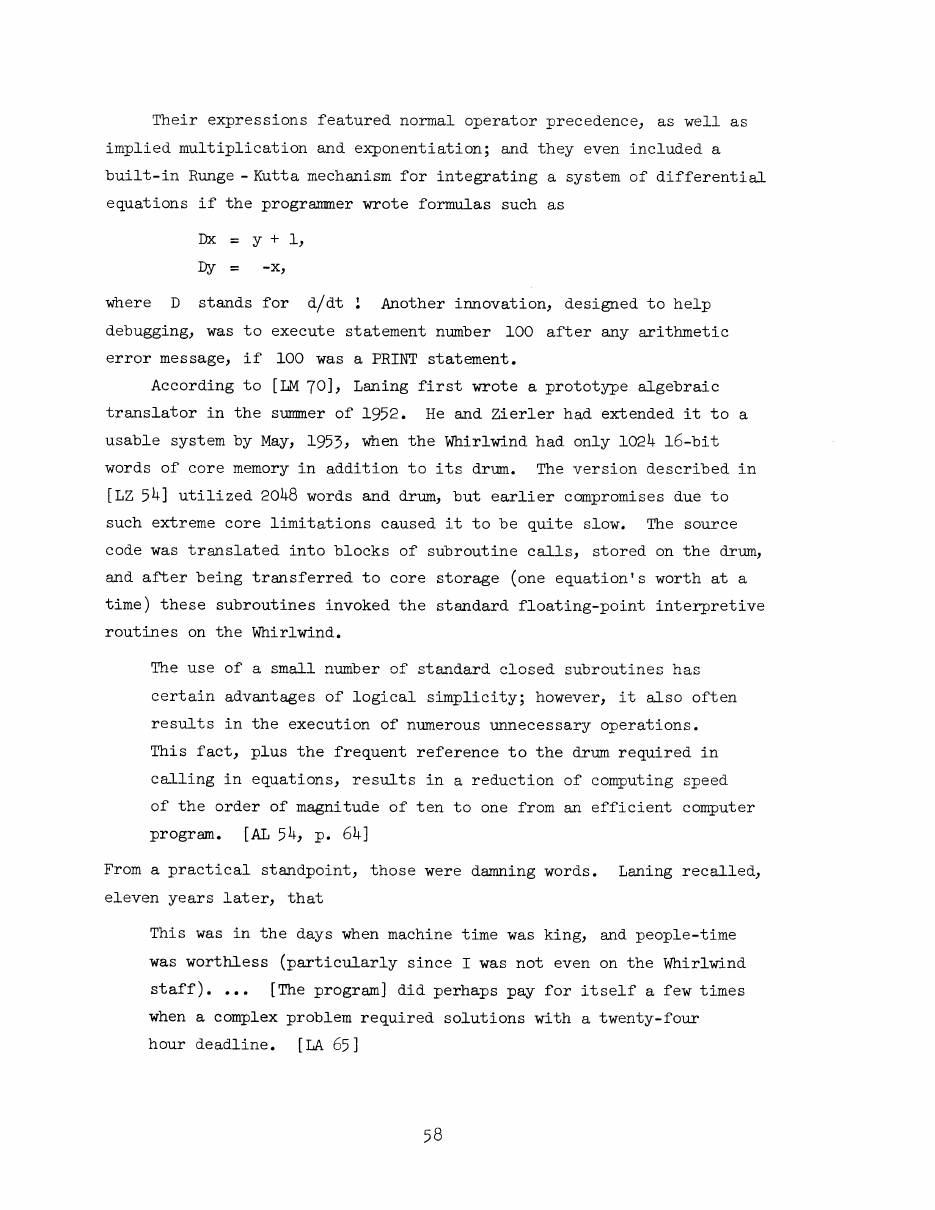 Their expressions featured normal operator precedence, as well as
implied multiplication and exponentiation; and they even included a
built-in Runge - Kutta mechanism for integrating a system of differential
equations if the programmer wrote formulas such as
Dx = y + 1,
Dy = -x,
where D stands for d/dt ! Another innovation, designed to help
debugging, was to execute statement number 100 after any arithmetic
error message, if 100 was a PRINT statement.
According to [LM 70], Laning first wrote a prototype algebraic
translator in the summer of 1952. He and Zierler had extended it to a
usable system by May, 1953, when the Whirlwind had only 1024 16-bit
words of core memory in addition to its drum. The version described in
[LZ 54] utilized 2048 words and drum, but earlier compromises due to
such extreme core limitations caused it to be quite slow. The source
code was translated into blocks of subroutine calls, stored on the drum,
and after being transferred to core storage (one equation's worth at a
time) these subroutines invoked the standard floating-point interpretive
routines on the Whirlwind.
The use of a small number of standard closed subroutines has
certain advantages of logical simplicity; however, it also often
results in the execution of numerous unnecessary operations.
This fact, plus the frequent reference to the drum required in
calling in equations, results in a reduction of computing speed
of the order of magnitude of ten to one from an efficient computer
program. [AL 54, p. 64]
From a practical standpoint, those were damning words. Laning recalled,
eleven years later, that
This was in the days when machine time was king, and people-time
was worthless (particularly since I was not even on the Whirlwind
staff). ... [The program] did perhaps pay for itself a few times
when a complex problem required solutions with a twenty-four
hour deadline. [LA 65]
58